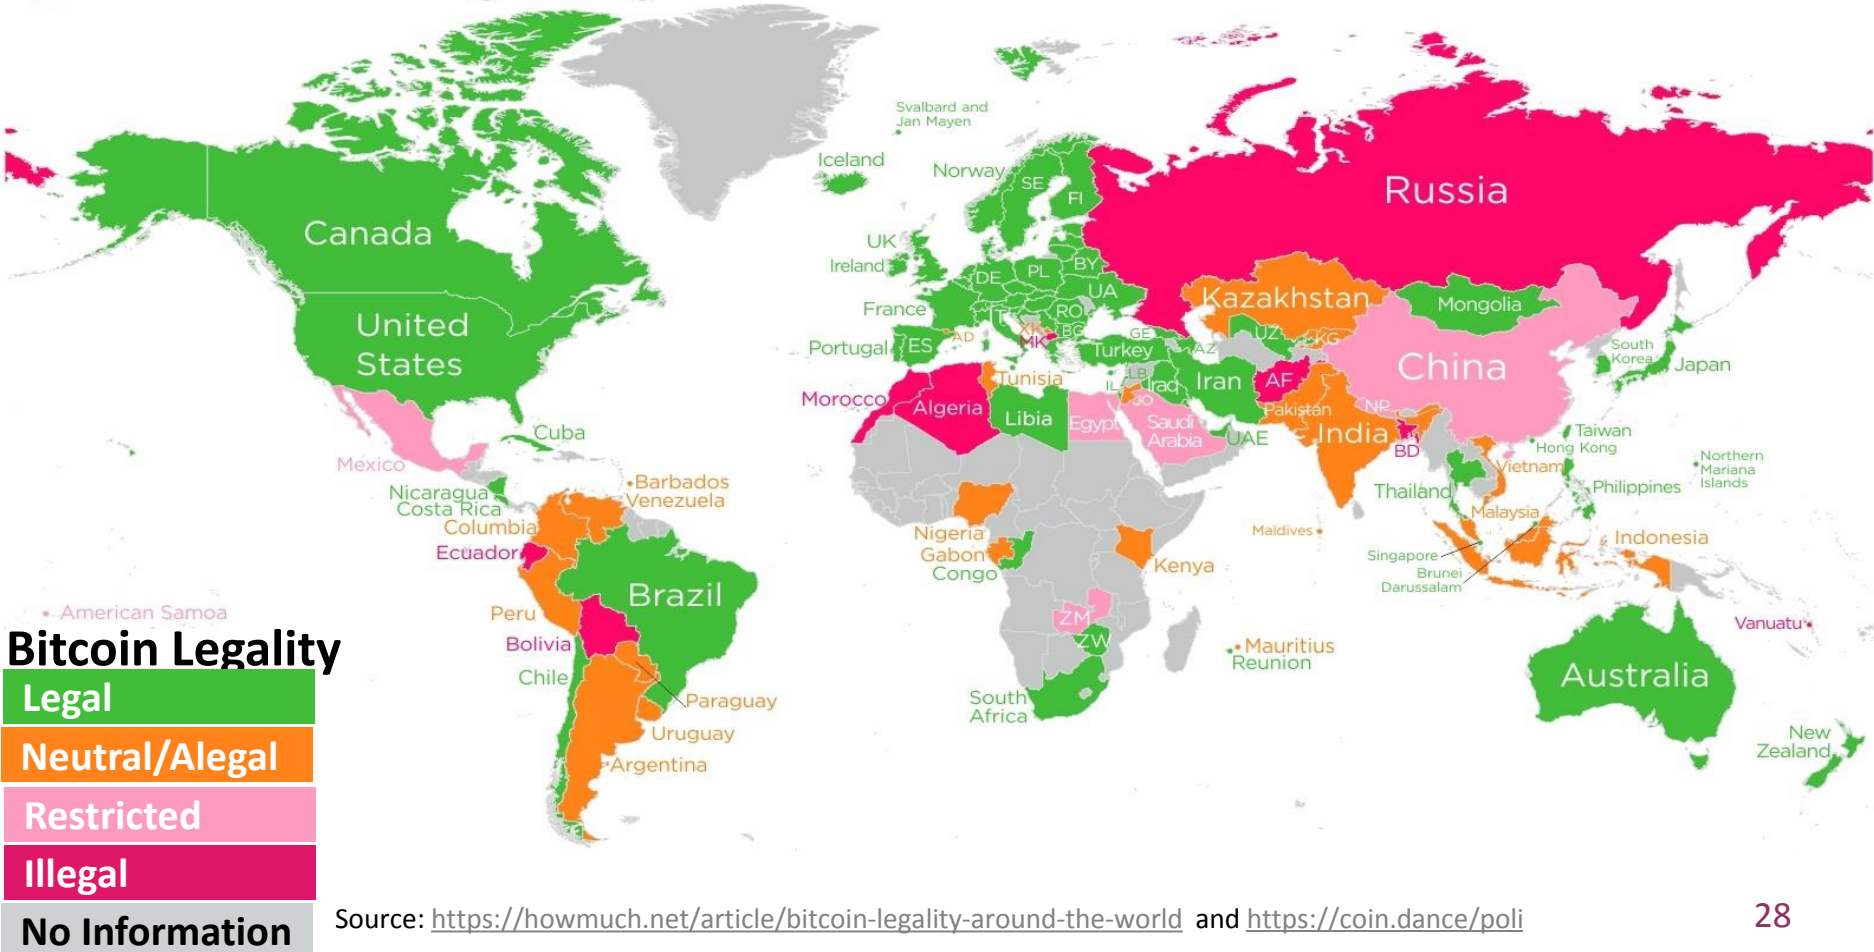 Svalbard and
Jan Mayen
Iceland
Norway
SE
FI
Russia
Canada
UK
Ireland
DE
PL
BY
UA
Kazakhstan
Mongolia
France
IT
RO
XK
BG
MK
GE
AZ
UZ
KG
United
States
Portugal
ES
AD
Turkey
China
South
Korea
Japan
Morocco
Algeria
Tunisia
Libia
LB
IL
JO
Iraq
Iran
AF
Egypt
Saudi
Arabia
UAE
Pakistan
NP
India
BD
Cuba
Mexico
Taiwan
Hong Kong
Northern
Mariana
Islands
Nicaragua
Costa Rica
Barbados
Venezuela
Columbia
Ecuador
Vietnam
Thailand
Philippines
Malaysia
Maldives
Indonesia
Singapore
Brunei
Darussalam
Nigeria
Gabon
Congo
Kenya
Brazil
American Samoa
Peru
Bolivia
ZM
ZW
Vanuatu
Mauritius
Reunion
Chile
Paraguay
South
Africa
Australia
Uruguay
Argentina
New
Zealand
Bitcoin Legality
Legal
Neutral/Alegal
Restricted
Illegal
No Information
Source: https://howmuch.net/article/bitcoin-legality-around-the-world and https://coin.dance/poli
28